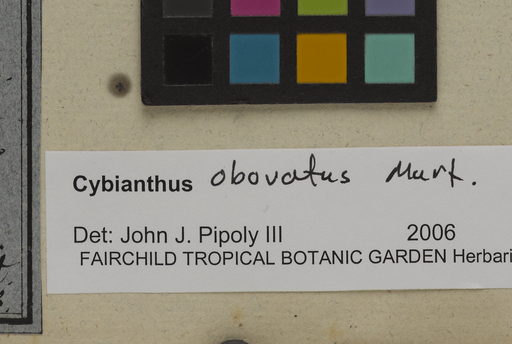 Cybianthus obovatus Mart.
Det: John J. Pipoly III 2006
FAIRCHILD TROPICAL BOTANIC GARDEN Herbari